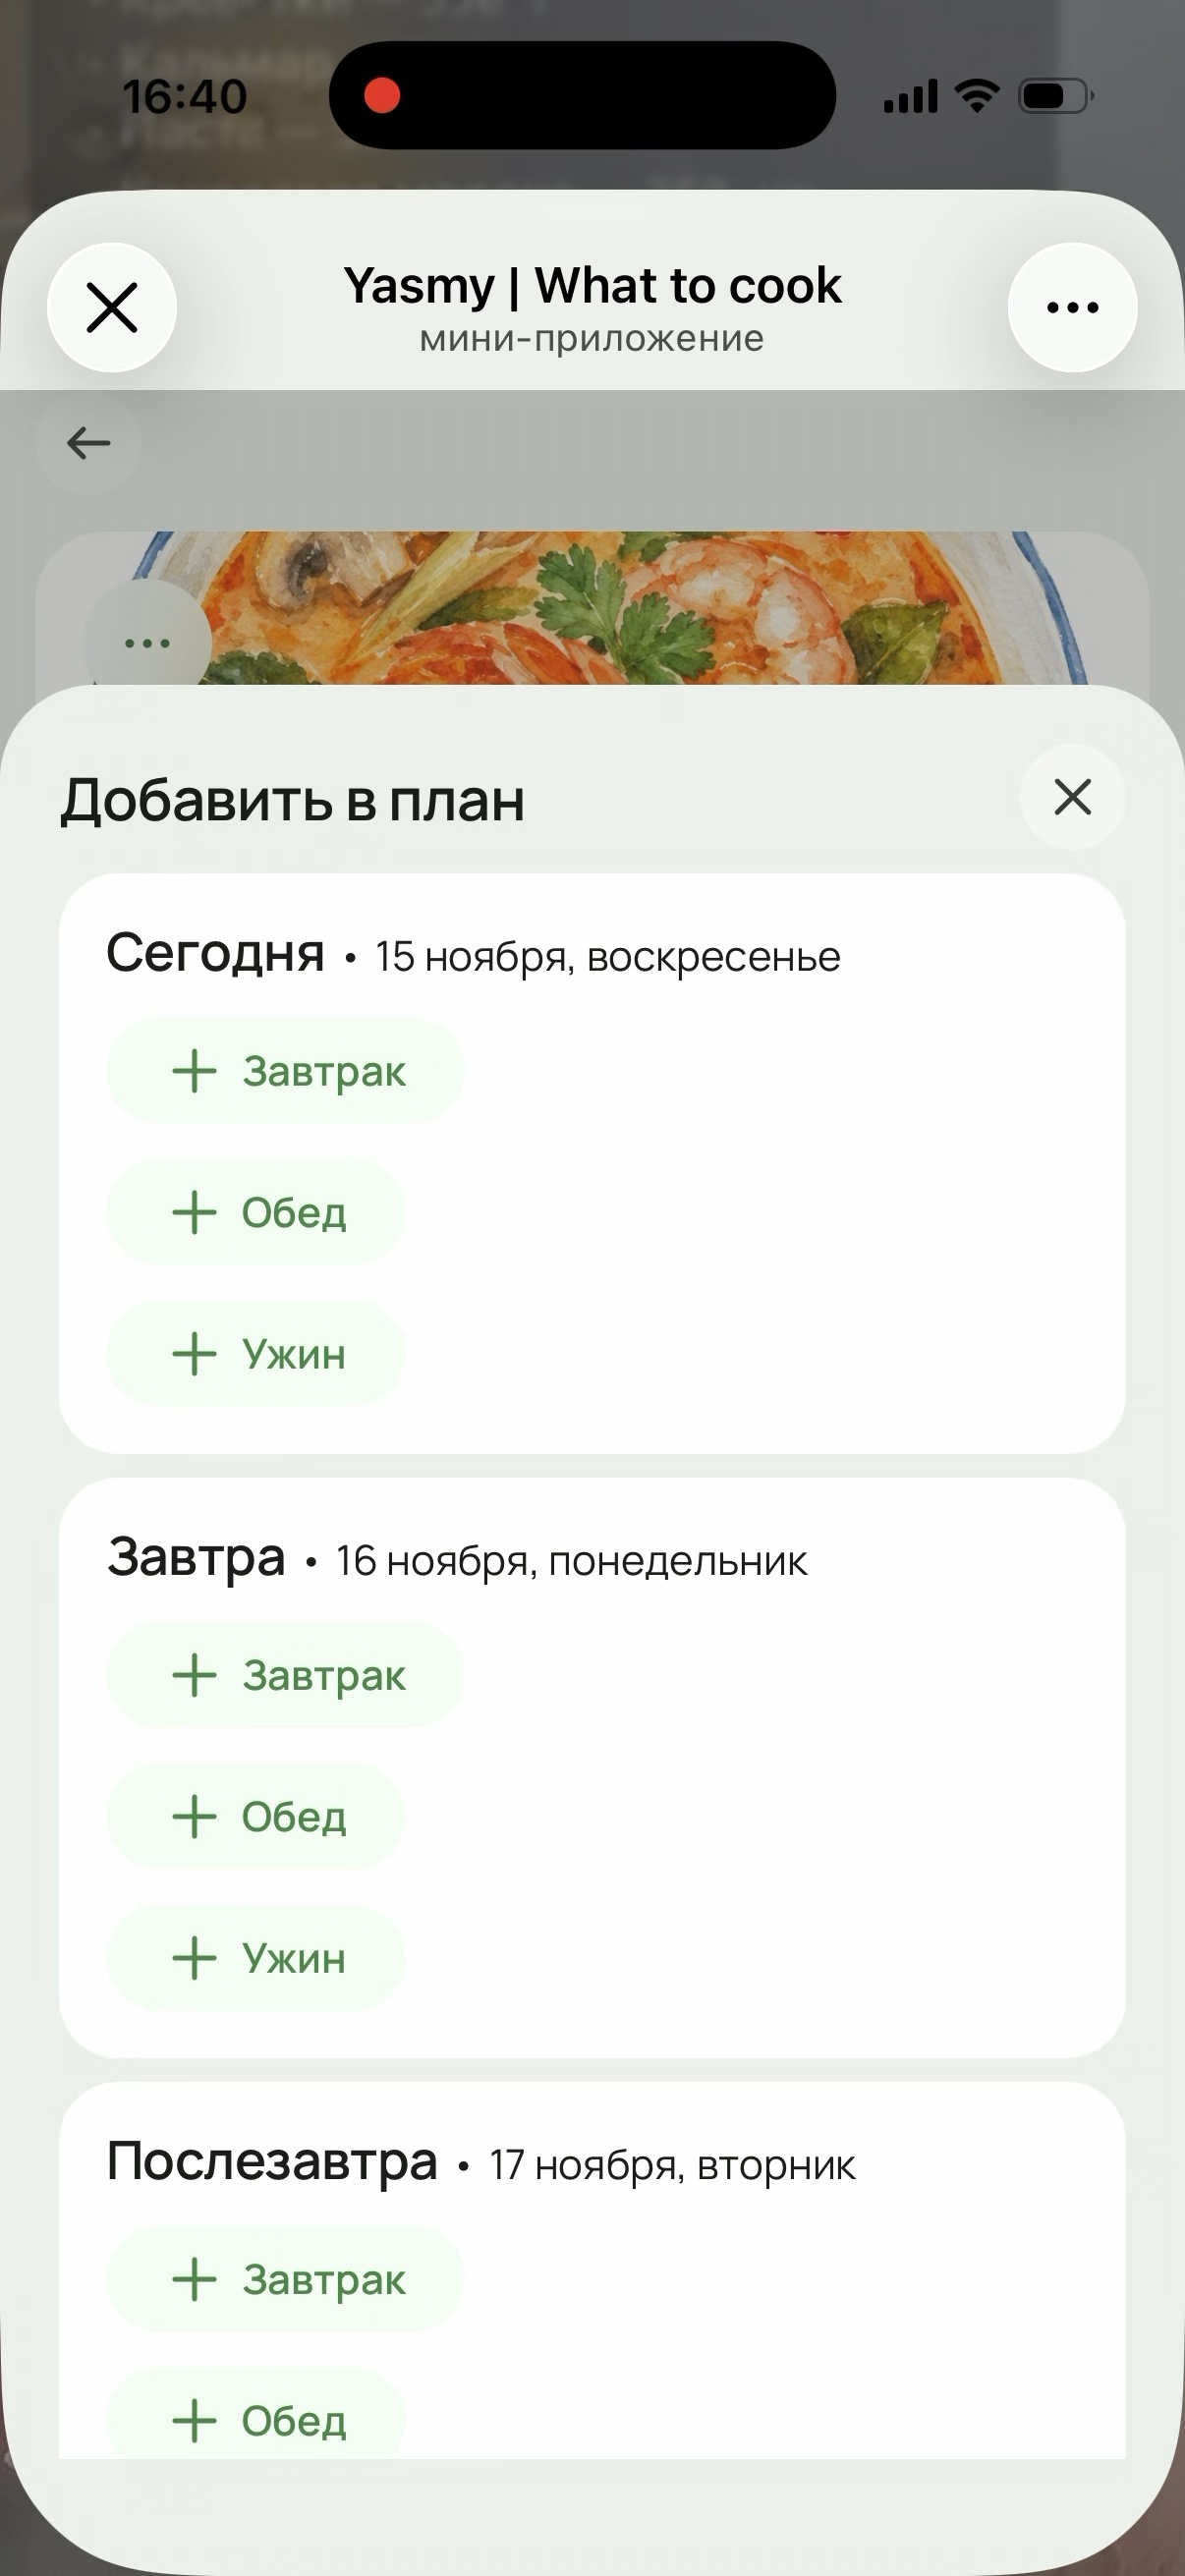 16:40
Yasmy | What to cook
мини-приложение
Добавить в план
Сегодня • 15 ноября, воскресенье
+ Завтрак
+ Обед
+ Ужин
Завтра • 16 ноября, понедельник
+ Завтрак
+ Обед
+ Ужин
Послезавтра • 17 ноября, вторник
+ Завтрак
+ Обед